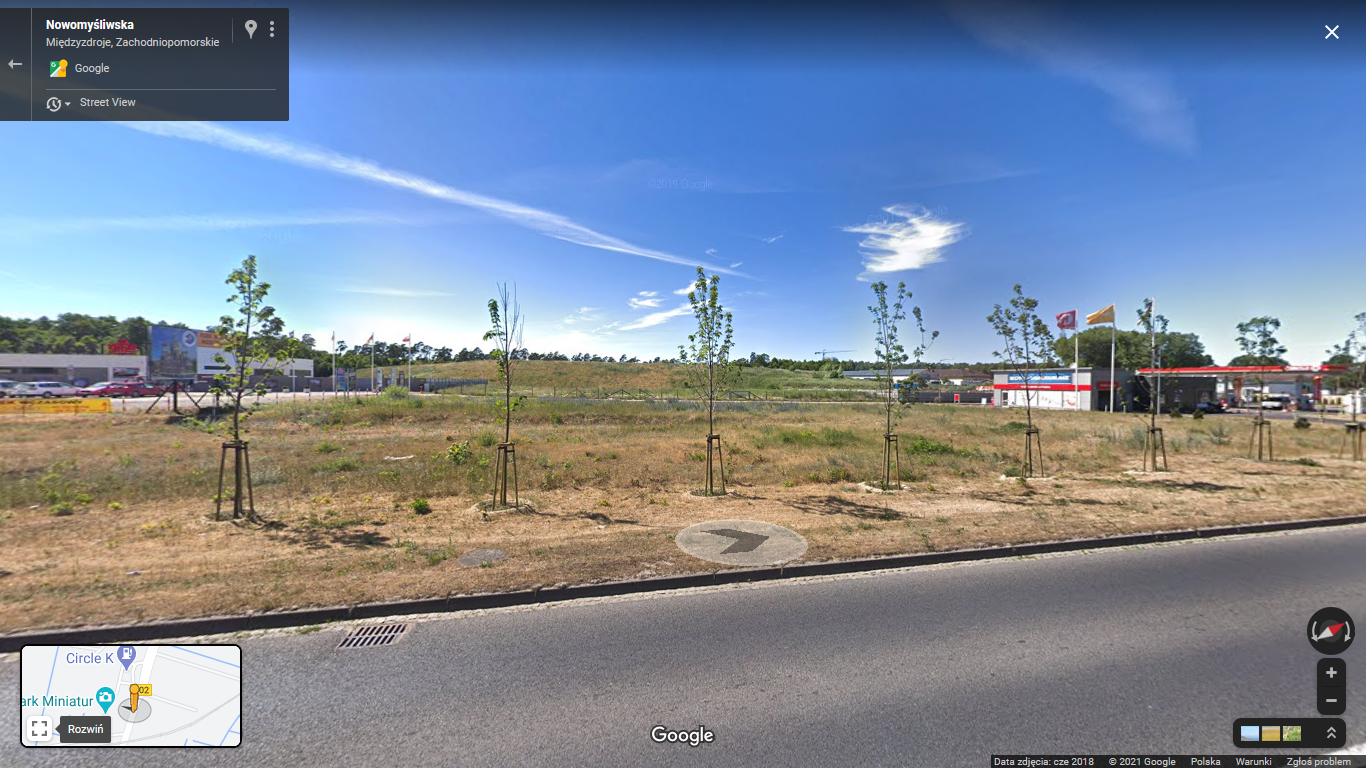 Nowomyśliwska
Międzyzdroje, Zachodniopomorskie
Google
Street View
©2019 Google
Circle K
ark Miniatur
02
Rozwiń
Google
Data zdjęcia: cze 2018 © 2021 Google Polska Warunki Zgłoś problem